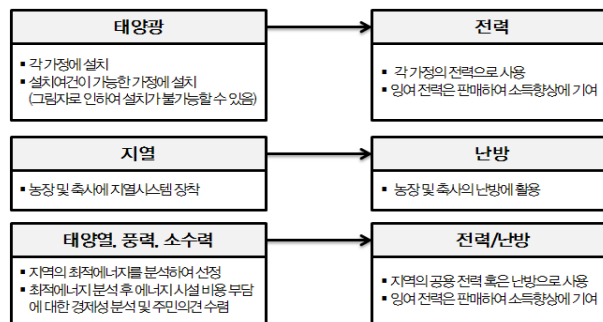 태양광
▪ 각 가정에 설치
▪ 설치여건이 가능한 가정에 설치
(그림자로 인하여 설치가 불가능할 수 있음)
전력
▪ 각 가정의 전력으로 사용
▪ 잉여 전력은 판매하여 소득향상에 기여
지열
▪ 농장 및 축사에 지열시스템 장착
난방
▪ 농장 및 축사의 난방에 활용
태양열, 풍력, 소수력
▪ 지역의 최적에너지를 분석하여 선정
▪ 최적에너지 분석 후 에너지 시설 비용 부담
에 대한 경제성 분석 및 주민의견 수렴
전력/난방
▪ 지역의 공용 전력 혹은 난방으로 사용
▪ 잉여 전력은 판매하여 소득향상에 기여